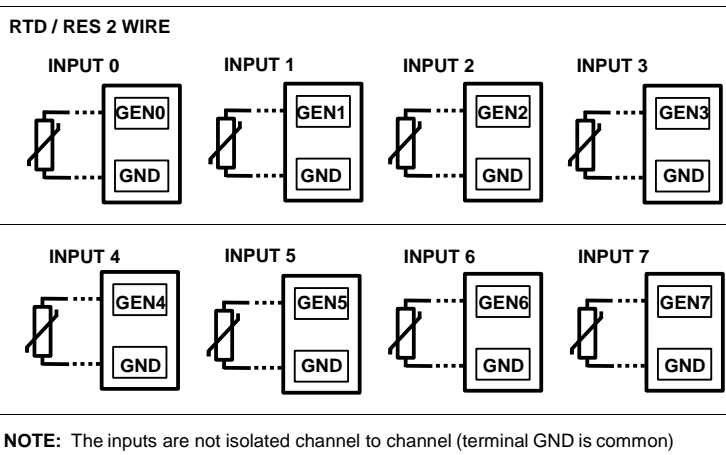 RTD / RES 2 WIRE
INPUT 0 INPUT 1 INPUT 2 INPUT 3
GEN0 GEN1 GEN2 GEN3
GND GND GND GND
INPUT 4 INPUT 5 INPUT 6 INPUT 7
GEN4 GEN5 GEN6 GEN7
GND GND GND GND
NOTE: The inputs are not isolated channel to channel (terminal GND is common)